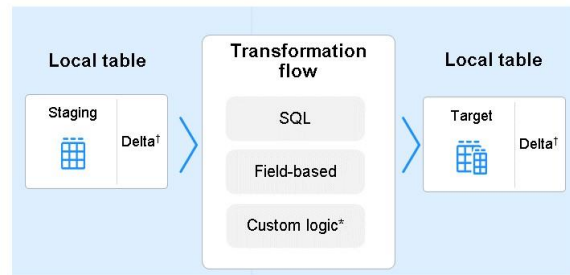 Local table
Staging
Delta†
Transformation
flow
SQL
Field-based
Custom logic*
Local table
Target
Delta†